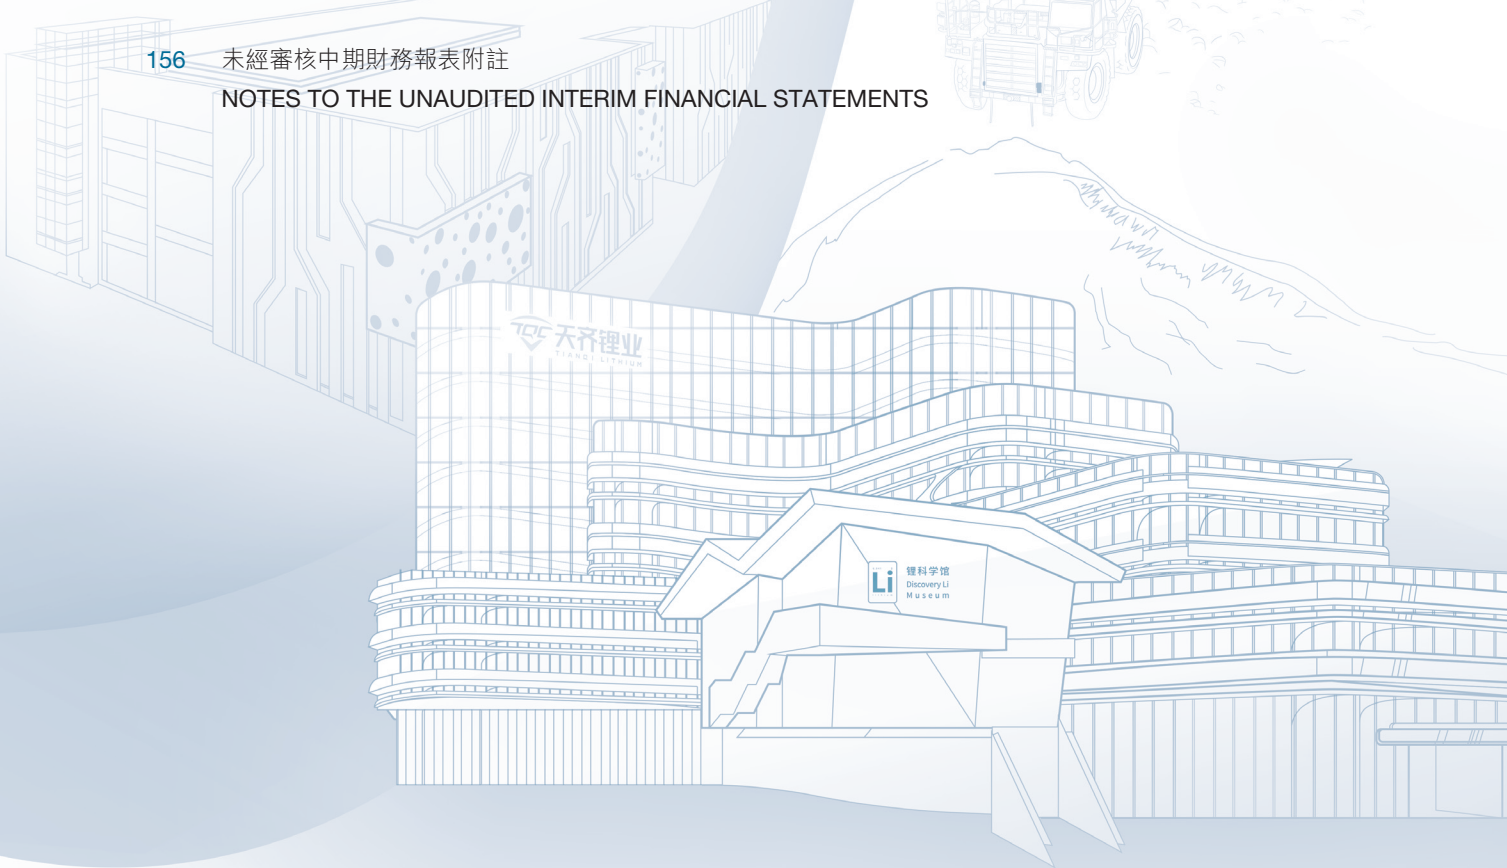 156 未經審核中期財務報表附註
NOTES TO THE UNAUDITED INTERIM FINANCIAL STATEMENTS
TQC 天齐锂业
TIANQI LITHIUM
Li 锂科学馆
Discovery Li
Museum